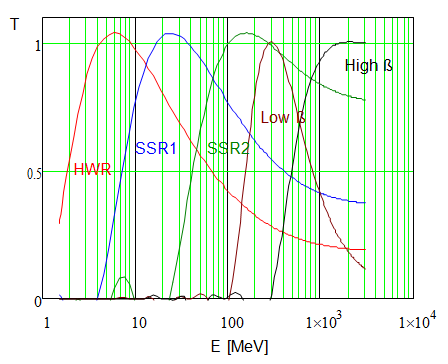 T
1
High ß
Low ß
SSR1
SSR2
HWR
0.5
0
1
10
100
1×10³
1×10⁴
E [MeV]